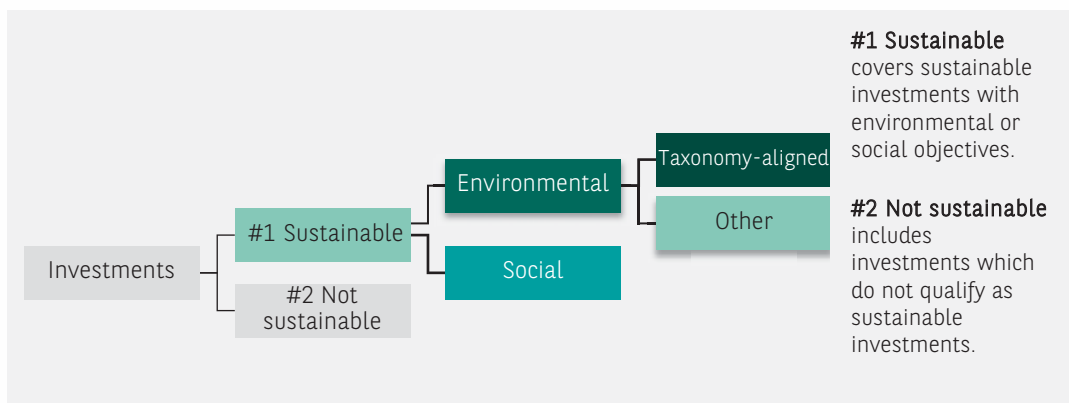 Investments
#1 Sustainable
#2 Not
sustainable
Environmental
Social
Taxonomy-aligned
Other
#1 Sustainable
covers sustainable
investments with
environmental or
social objectives.
#2 Not sustainable
includes
investments which
do not qualify as
sustainable
investments.